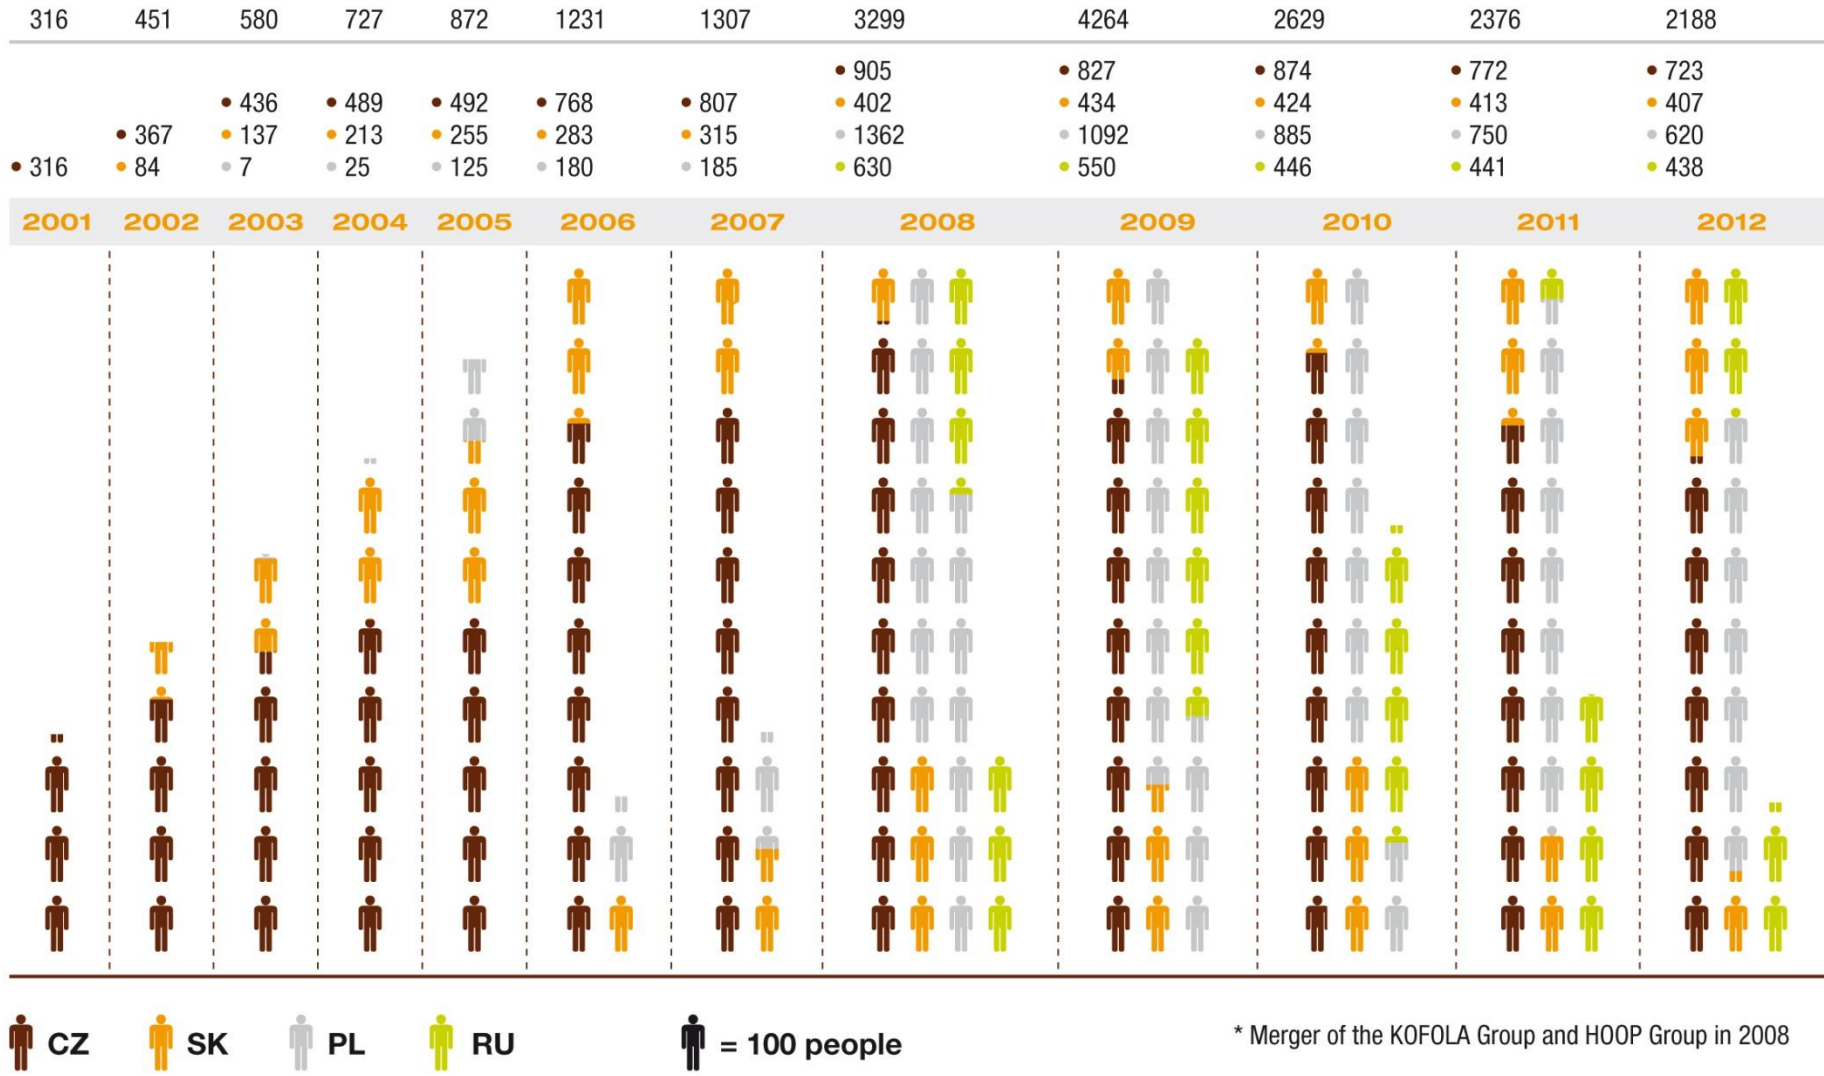 316 451 580 727 872 1231 1307 3299 4264 2629 2376 2188
• 905 • 827 • 874 • 772 • 723
• 436 • 489 • 492 • 768 • 807 • 402 • 434 • 424 • 413 • 407
• 367 • 137 • 213 • 255 • 283 • 315 • 1362 • 1092 • 885 • 750 • 620
• 316 • 84 • 7 • 25 • 125 • 180 • 185 • 630 • 550 • 446 • 441 • 438
2001 2002 2003 2004 2005 2006 2007 2008 2009 2010 2011 2012
CZ SK PL RU = 100 people
* Merger of the KOFOLA Group and HOOP Group in 2008